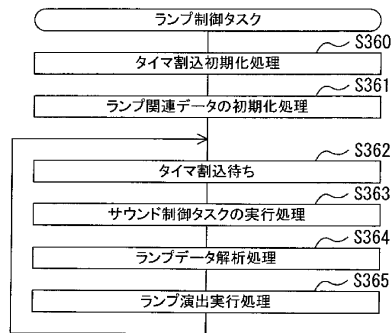 ランプ制御タスク
S360
タイマ割込初期化処理
S361
ランプ関連データの初期化処理
S362
タイマ割込待ち
S363
サウンド制御タスクの実行処理
S364
ランプデータ解析処理
S365
ランプ演出実行処理